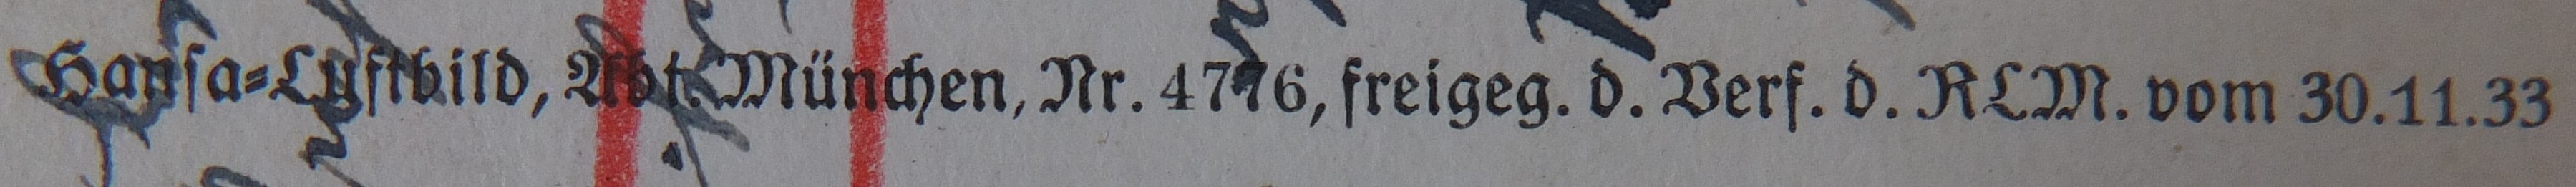 Hansa-Luftbild, Abt. München, Nr. 4776, freigeg. d. Verf. d. RLM. vom 30.11.33